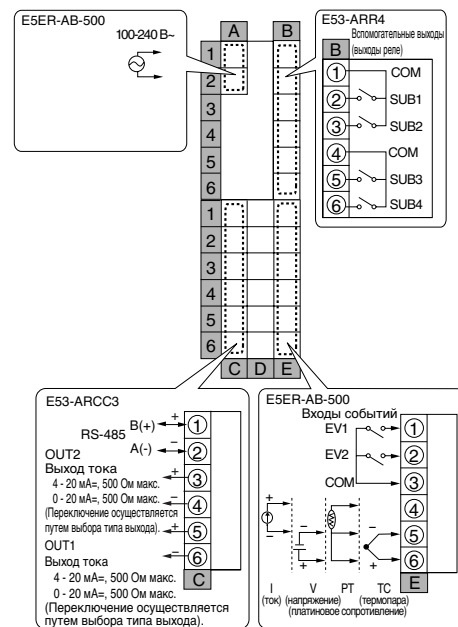 E5ER-AB-500
100-240 В~
A
B
1
2
3
4
5
6
1
2
3
4
5
6
C D E
E53-ARR4
Вспомогательные выходы
(выходы реле)
B
1 COM
2 SUB1
3 SUB2
4 COM
5 SUB3
6 SUB4
E53-ARCC3
RS-485
B(+) + 1
A(-) − 2
OUT2
Выход тока
4 - 20 мА=, 500 Ом макс.
0 - 20 мА=, 500 Ом макс.
(Переключение осуществляется
путем выбора типа выхода).
+ 3
− 4
+ 5
− 6
C
OUT1
Выход тока
4 - 20 мА=, 500 Ом макс.
0 - 20 мА=, 500 Ом макс.
(Переключение осуществляется
путем выбора типа выхода).
E5ER-AB-500
Входы событий
EV1 1
EV2 2
COM 3
4
5
6
E
+ − − + − +
I V PT TC
(ток) (напряжение) (термопара)
(платиновое сопротивление)